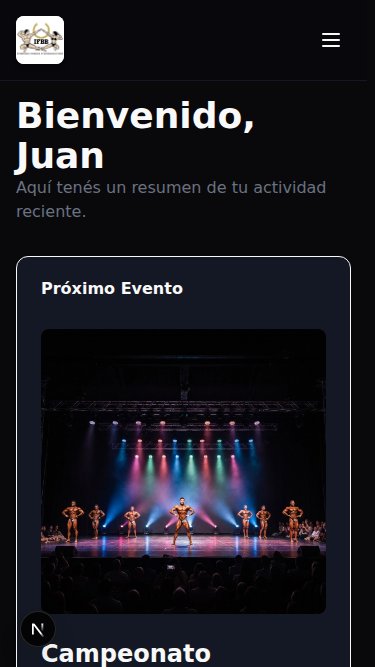 IFBB
Bienvenido,
Juan
Aquí tenés un resumen de tu actividad
reciente.
Próximo Evento
N
Campeonato